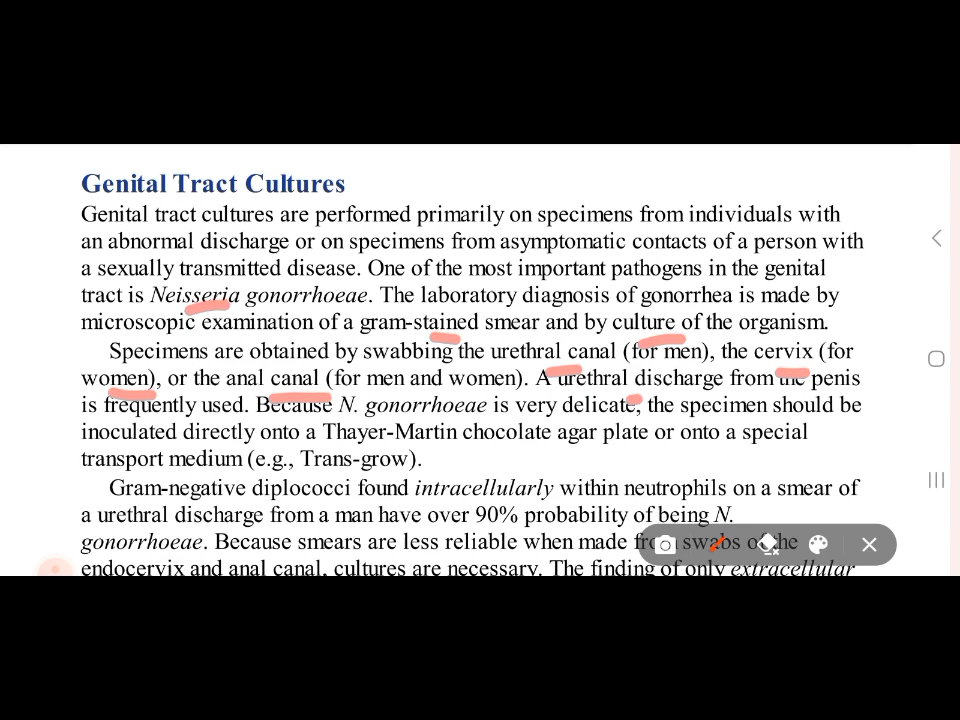 Genital Tract Cultures
Genital tract cultures are performed primarily on specimens from individuals with
an abnormal discharge or on specimens from asymptomatic contacts of a person with
a sexually transmitted disease. One of the most important pathogens in the genital
tract is Neisseria gonorrhoeae. The laboratory diagnosis of gonorrhea is made by
microscopic examination of a gram-stained smear and by culture of the organism.
Specimens are obtained by swabbing the urethral canal (for men), the cervix (for
women), or the anal canal (for men and women). A urethral discharge from the penis
is frequently used. Because N. gonorrhoeae is very delicate, the specimen should be
inoculated directly onto a Thayer-Martin chocolate agar plate or onto a special
transport medium (e.g., Trans-grow).
Gram-negative diplococci found intracellularly within neutrophils on a smear of
a urethral discharge from a man have over 90% probability of being N.
gonorrhoeae. Because smears are less reliable when made from swabs of the
endocervix and anal canal, cultures are necessary. The finding of only extracellular